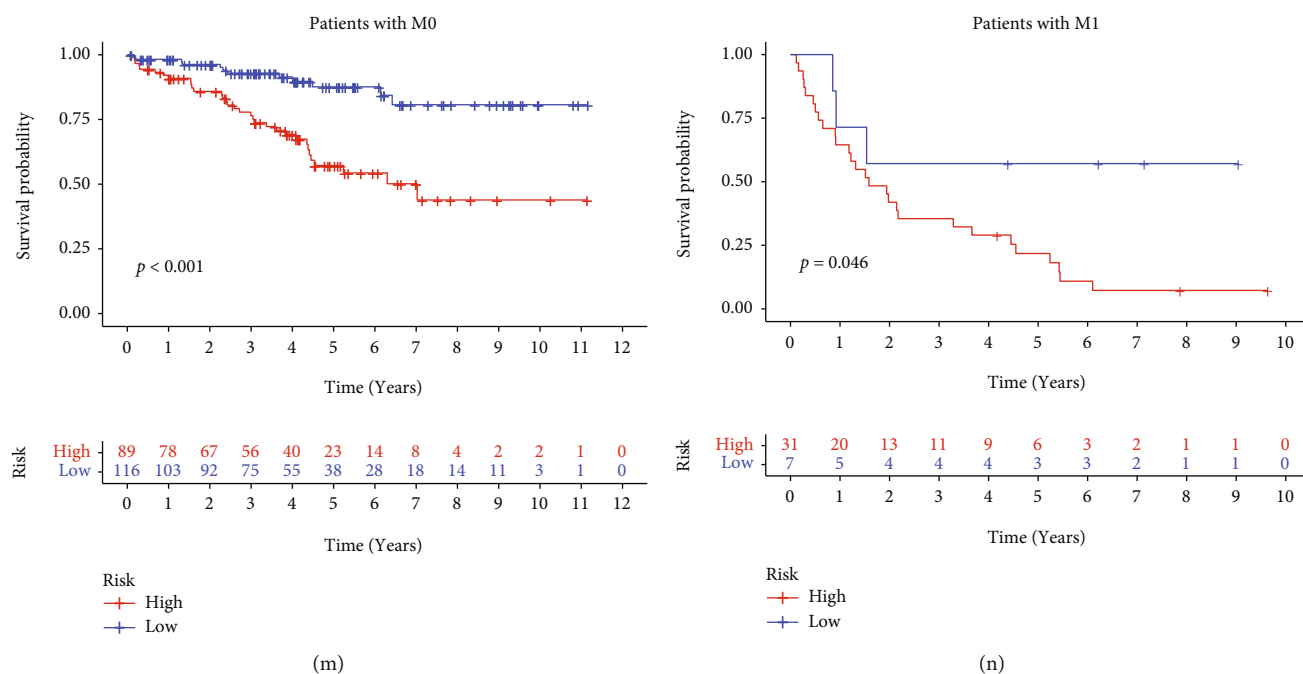 Patients with M0
1.00
0.75
0.50
0.25
0.00
Survival probability
p < 0.001
0 1 2 3 4 5 6 7 8 9 10 11 12
Time (Years)
Risk
High 89 78 67 56 40 23 14 8 4 2 2 1 0
Low 116 103 92 75 55 38 28 18 14 11 3 1 0
0 1 2 3 4 5 6 7 8 9 10 11 12
Time (Years)
Risk
High
Low
(m)
Patients with M1
1.00
0.75
0.50
0.25
0.00
Survival probability
p = 0.046
0 1 2 3 4 5 6 7 8 9 10
Time (Years)
Risk
High 31 20 13 11 9 6 3 2 1 1 0
Low 7 5 4 4 4 3 3 2 1 1 0
0 1 2 3 4 5 6 7 8 9 10
Time (Years)
Risk
High
Low
(n)